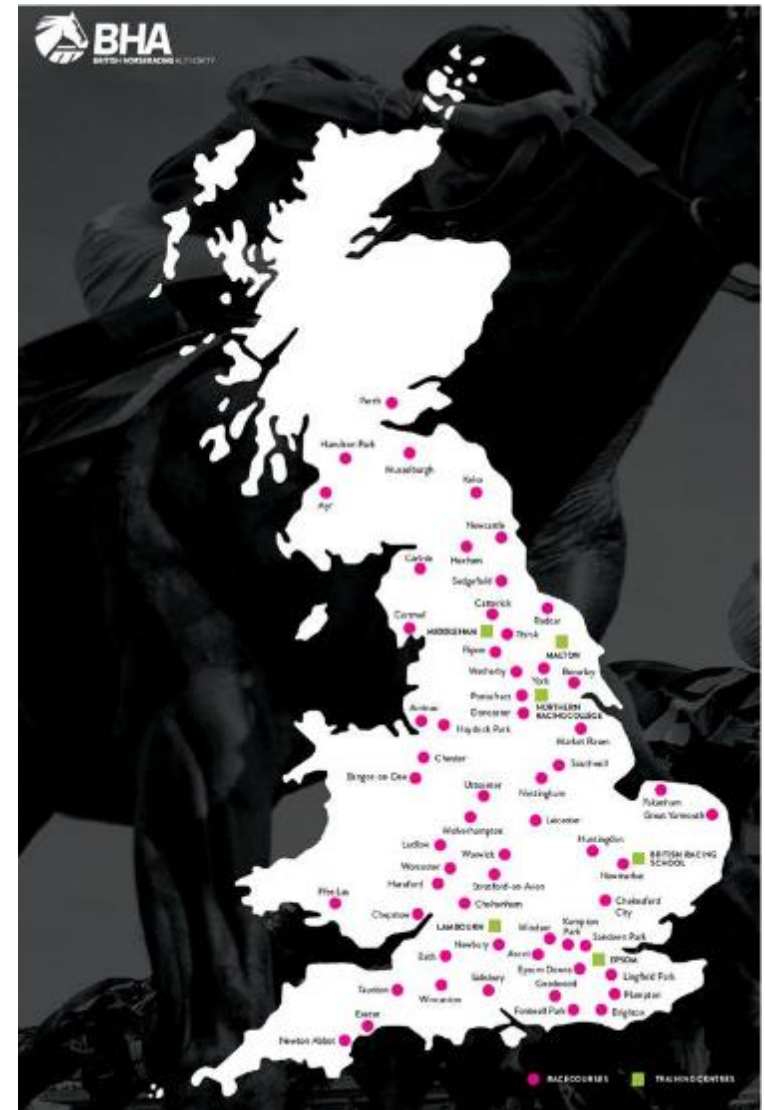 BHA
BRITISH HORSERACING AUTHORITY
Perth
Hamilton Park
Musselburgh
Kelso
Ayr
Newcastle
Carlisle
Hexham
Sedgefield
Catterick
Redcar
Cartmel
MIDDLEHAM
Thirsk
MALTON
Ripon
Wetherby
York
Beverley
Pontefract
Doncaster
NORTHERN
RACING COLLEGE
Aintree
Haydock Park
Market Rasen
Chester
Southwell
Bangor-on-Dee
Nottingham
Uttoxeter
Fakenham
Great Yarmouth
Wolverhampton
Leicester
Ludlow
Warwick
Huntingdon
BRITISH RACING
SCHOOL
Worcester
Newmarket
Hereford
Stratford-on-Avon
Ffos Las
Cheltenham
Chelmsford
City
Chepstow
LAMBOURN
Windsor
Kempton
Park
Sandown Park
Newbury
Ascot
Bath
EPSOM
Epsom Downs
Lingfield Park
Salisbury
Goodwood
Taunton
Wincanton
Plumpton
Fontwell Park
Brighton
Exeter
Newton Abbot
RACECOURSES
TRAINING CENTRES